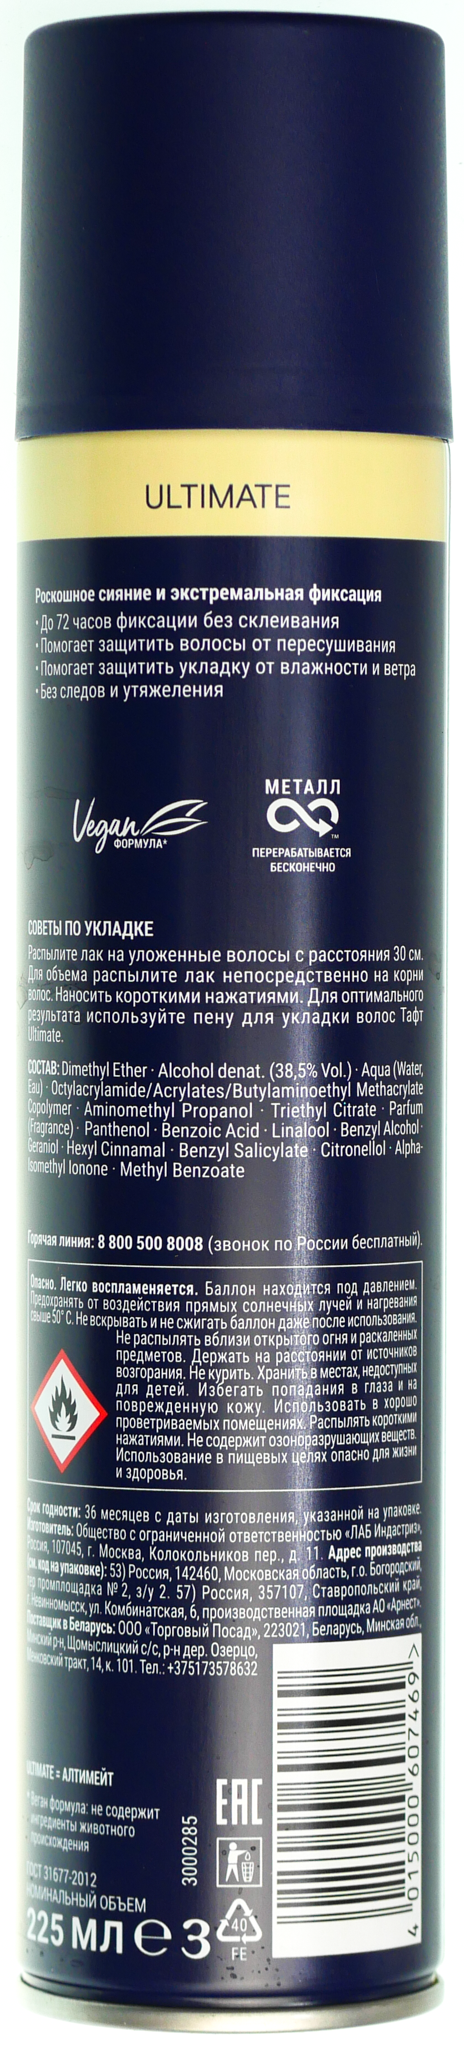 ULTIMATE
Роскошное сияние и экстремальная фиксация
• До 72 часов фиксации без склеивания
• Помогает защитить волосы от пересушивания
• Помогает защитить укладку от влажности и ветра
• Без следов и утяжеления
Vegan
ФОРМУЛА*
МЕТАЛЛ
TM
ПЕРЕРАБАТЫВАЕТСЯ
БЕСКОНЕЧНО
СОВЕТЫ ПО УКЛАДКЕ
Распылите лак на уложенные волосы с расстояния 30 см.
Для объема распылите лак непосредственно на корни
волос. Наносить короткими нажатиями. Для оптимального
результата используйте пену для укладки волос Тафт
Ultimate.
СОСТАВ: Dimethyl Ether · Alcohol denat. (38,5% Vol.) · Aqua (Water,
Eau) · Octylacrylamide/Acrylates/Butylaminoethyl Methacrylate
Copolymer · Aminomethyl Propanol · Triethyl Citrate · Parfum
(Fragrance) · Panthenol · Benzoic Acid · Linalool · Benzyl Alcohol ·
Geraniol · Hexyl Cinnamal · Benzyl Salicylate · Citronellol · Alpha-
Isomethyl Ionone · Methyl Benzoate
Горячая линия: 8 800 500 8008 (звонок по России бесплатный).
Опасно. Легко воспламеняется. Баллон находится под давлением.
Предохранять от воздействия прямых солнечных лучей и нагревания
свыше 50° С. Не вскрывать и не сжигать баллон даже после использования.
Не распылять вблизи открытого огня и раскаленных
предметов. Держать на расстоянии от источников
возгорания. Не курить. Хранить в местах, недоступных
для детей. Избегать попадания в глаза и на
поврежденную кожу. Использовать в хорошо
проветриваемых помещениях. Распылять короткими
нажатиями. Не содержит озоноразрушающих веществ.
Использование в пищевых целях опасно для жизни
и здоровья.
Срок годности: 36 месяцев с даты изготовления, указанной на упаковке.
Изготовитель: Общество с ограниченной ответственностью «ЛАБ Индастриз»,
Россия, 107045, г. Москва, Колокольников пер., д. 11. Адрес производства
(см. код на упаковке): 53) Россия, 142460, Московская область, г.о. Богородский,
тер промплощадка № 2, з/у 2. 57) Россия, 357107, Ставропольский край,
г. Невинномысск, ул. Комбинатская, 6, производственная площадка АО «Арнест».
Поставщик в Беларусь: ООО «Торговый Посад», 223021, Беларусь, Минская обл.,
Минский р-н, Щомыслицкий с/с, р-н дер. Озерцо,
Меньковский тракт, 14, к. 101. Тел.: +375173578632
ULTIMATE = АЛТИМЕЙТ
* Веган формула: не содержит
ингредиенты животного
происхождения
ГОСТ 31677-2012
НОМИНАЛЬНЫЙ ОБЪЕМ
225 МЛ ℮ 3
3000285
EAC
40
FE
4 015000 607469 >